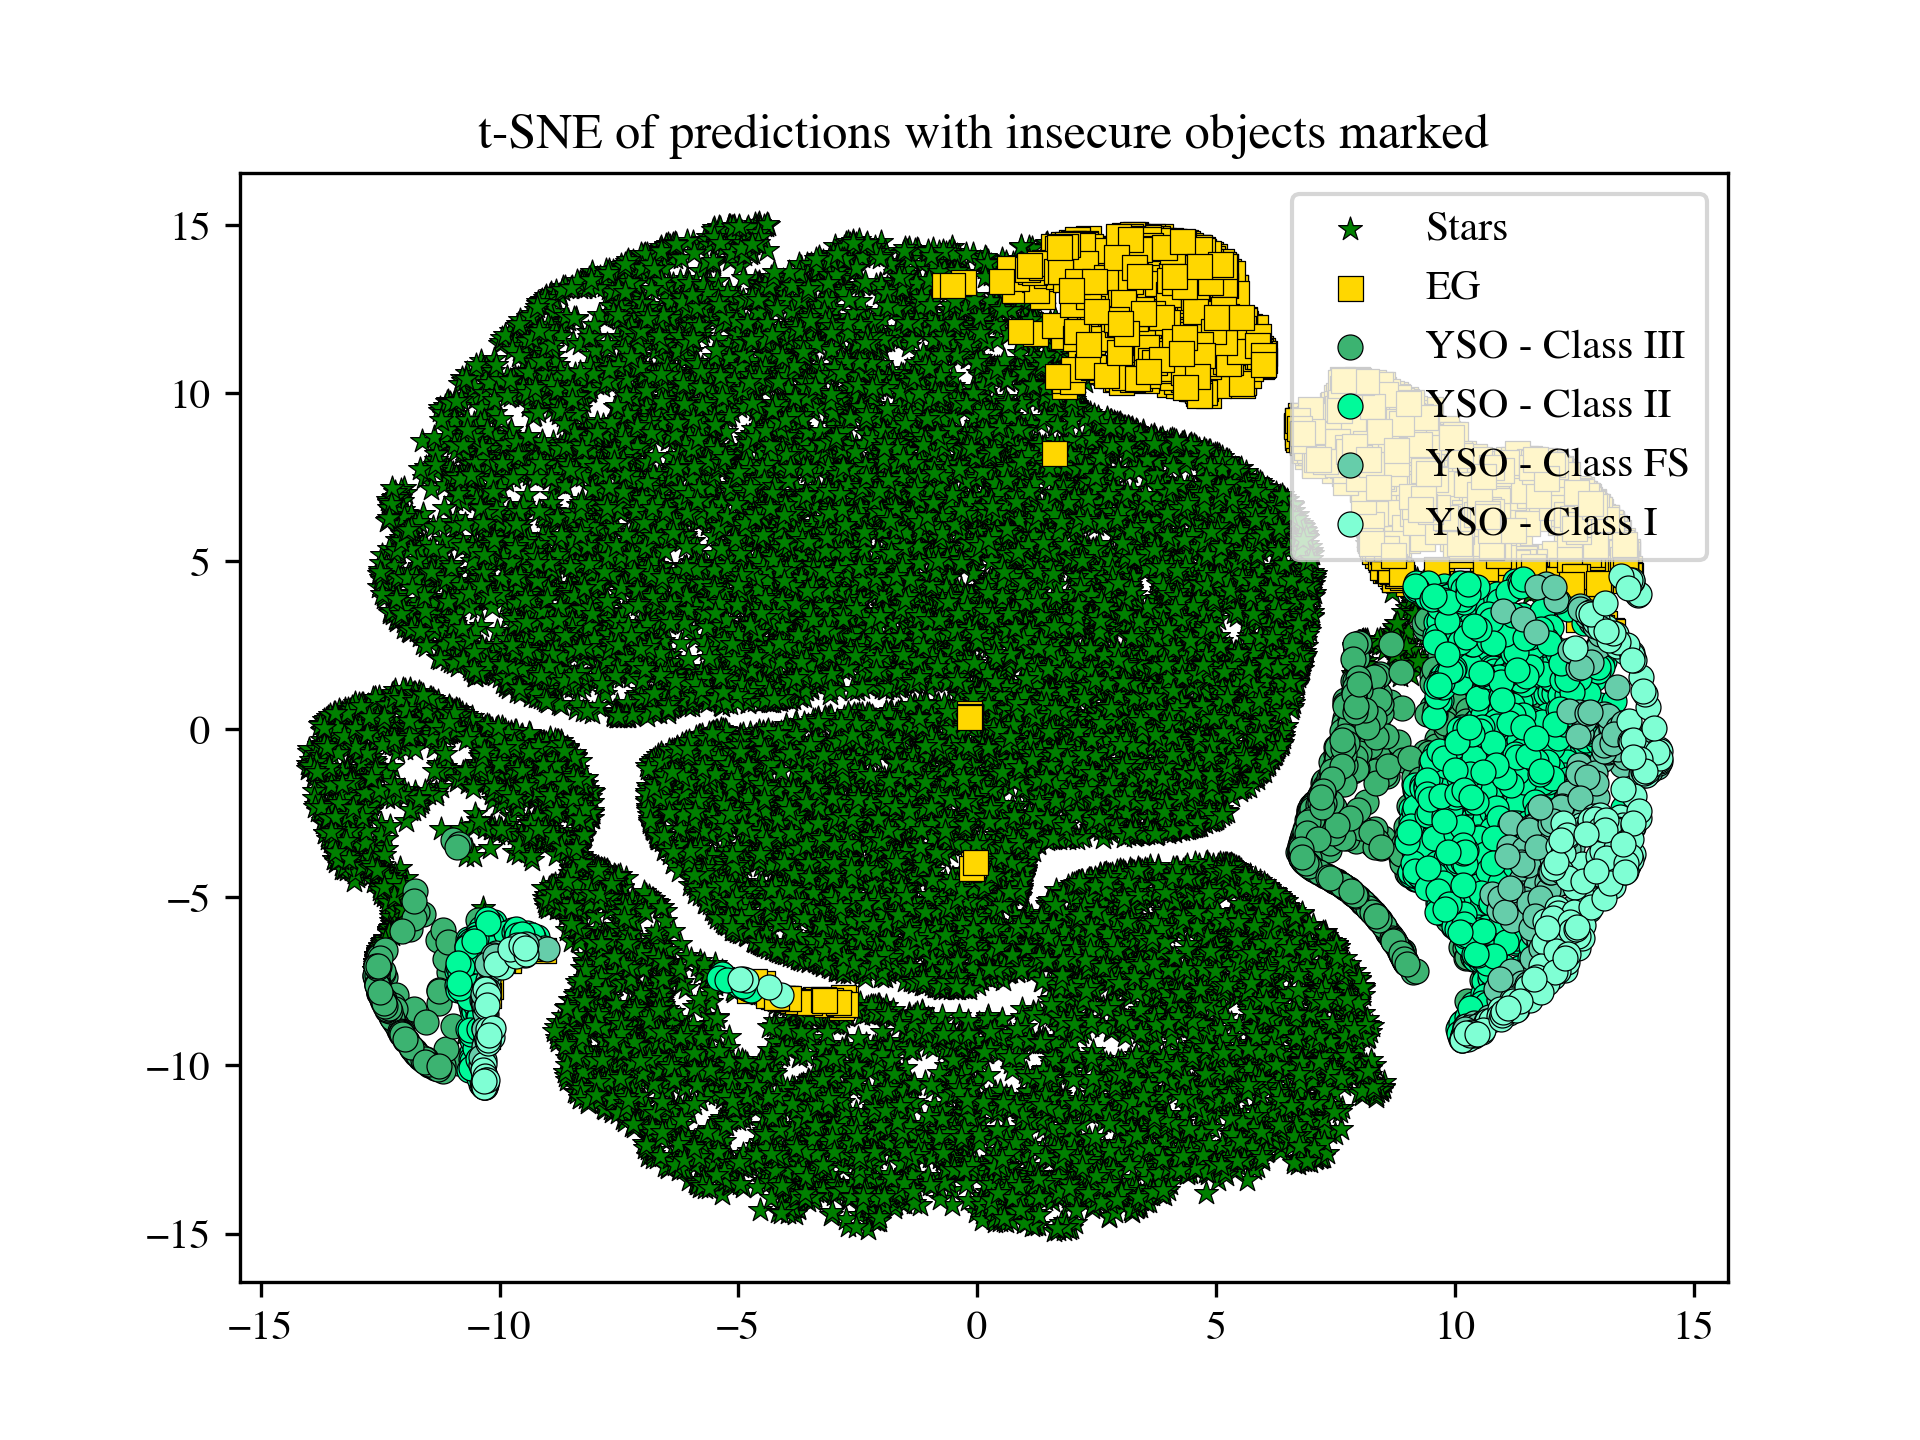 t-SNE of predictions with insecure objects marked
Stars
EG
YSO - Class III
YSO - Class II
YSO - Class FS
YSO - Class I
15
10
5
0
−5
−10
−15
−15 −10 −5 0 5 10 15